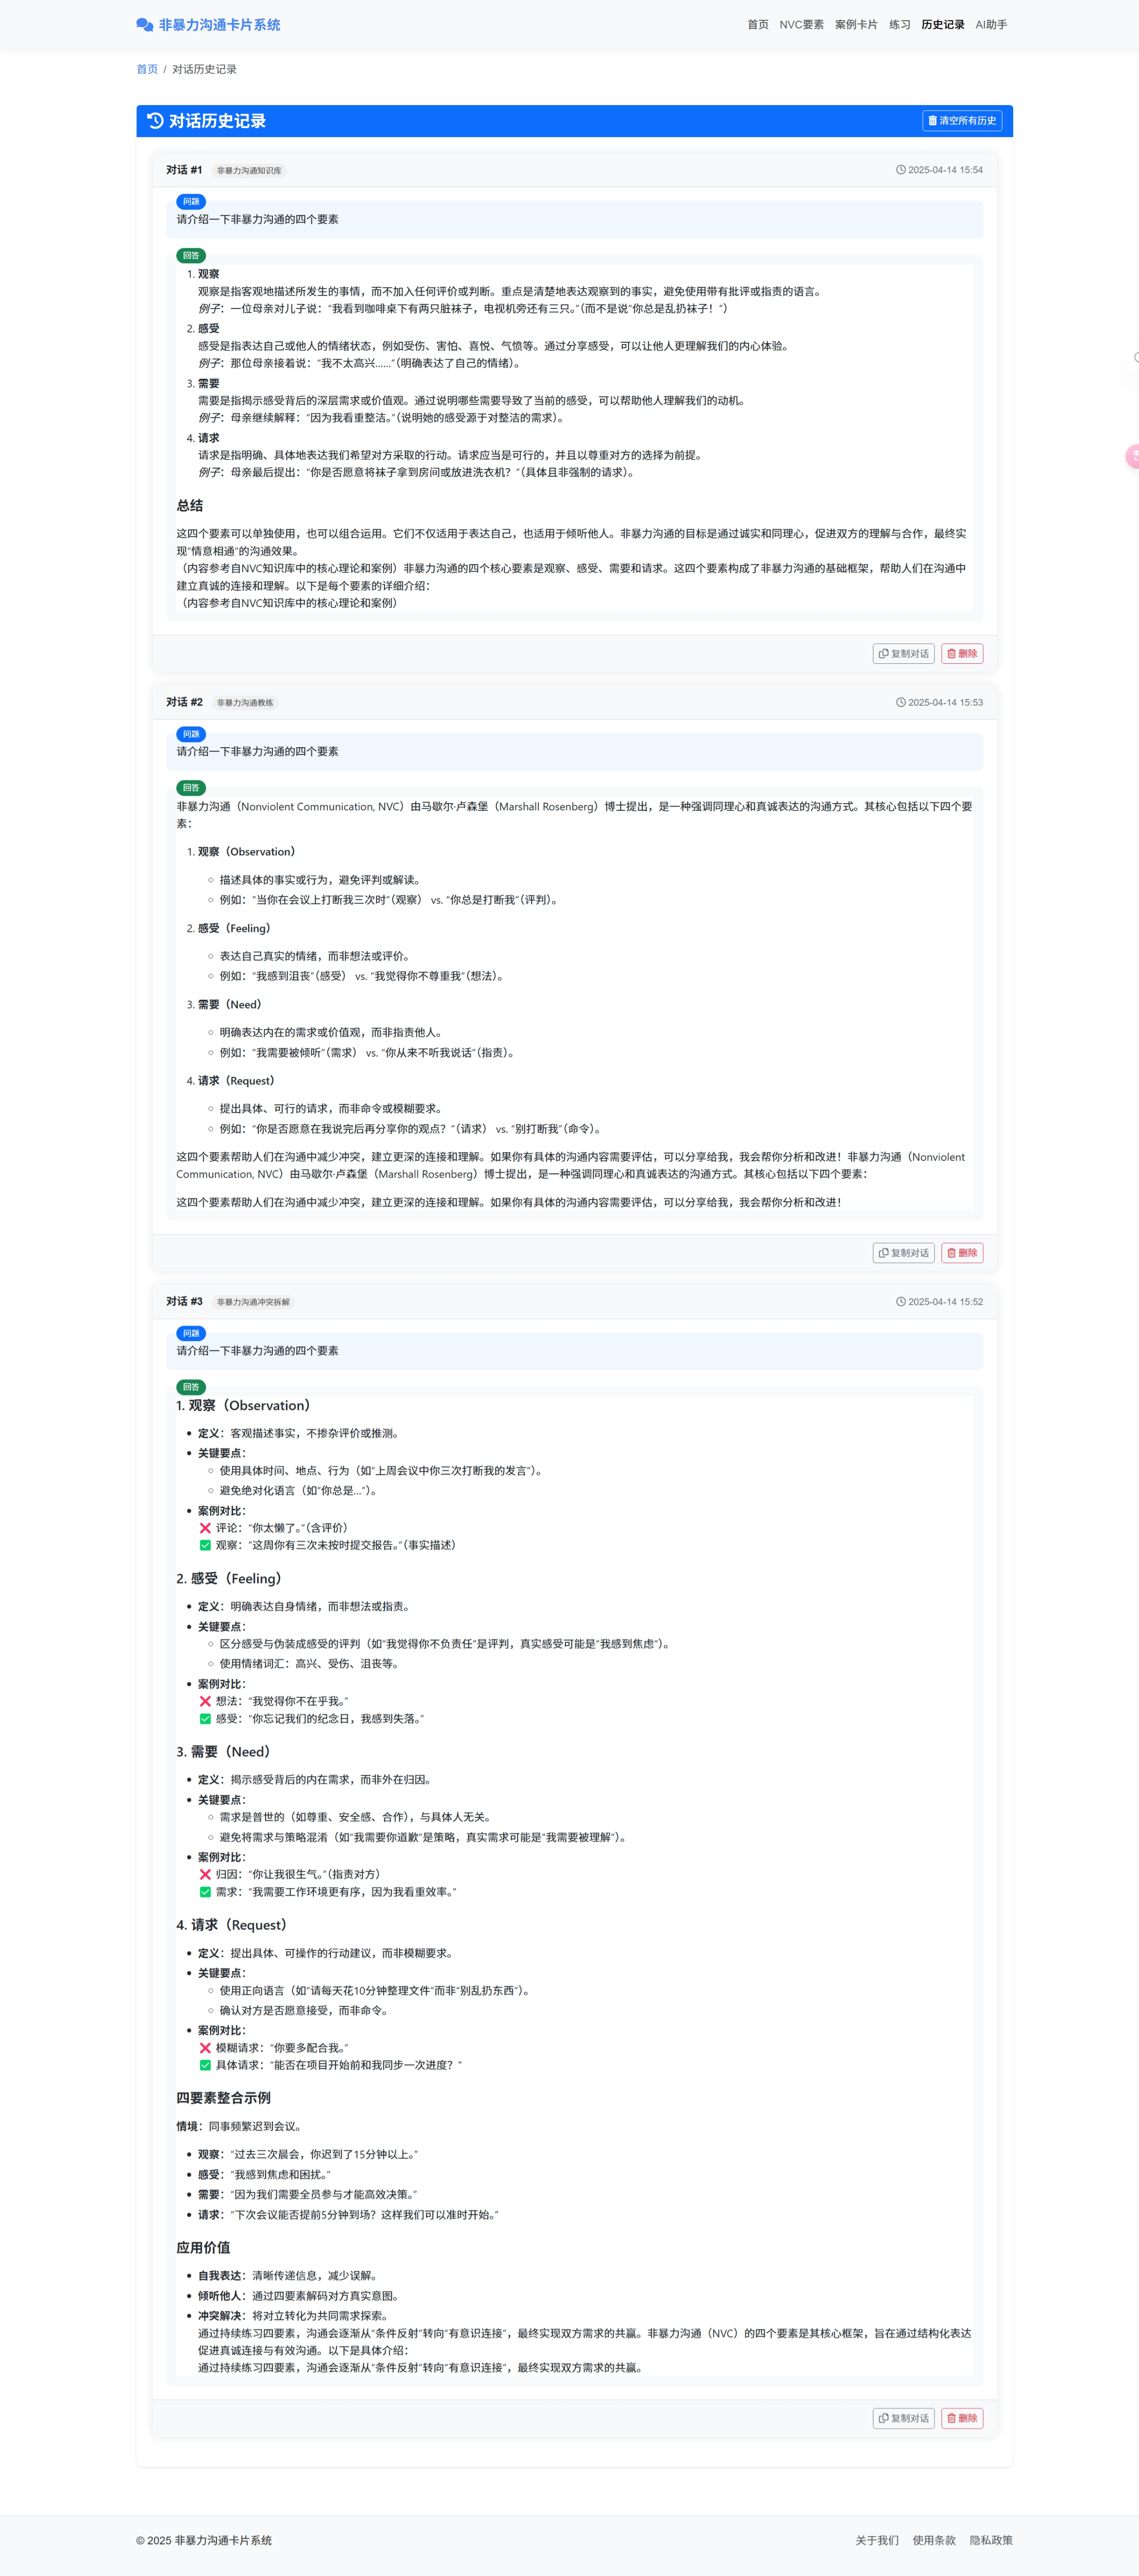 非暴力沟通卡片系统
首页 NVC要素 案例卡片 练习 历史记录 AI助手
首页 / 对话历史记录
对话历史记录
清空所有历史
对话 #1 非暴力沟通知识库 2025-04-14 15:54
问题
请介绍一下非暴力沟通的四个要素
回答
1. 观察
观察是指客观地描述所发生的事情，而不加入任何评价或判断。重点是清楚地表达观察到的事实，避免使用带有批评或指责的语言。
例子：一位母亲对儿子说：“我看到咖啡桌下有两只脏袜子，电视机旁还有三只。”（而不是说“你总是乱扔袜子！”）
2. 感受
感受是指表达自己或他人的情绪状态，例如受伤、害怕、喜悦、气愤等。通过分享感受，可以让他人更理解我们的内心体验。
例子：那位母亲接着说：“我不太高兴……”（明确表达了自己的情绪）。
3. 需要
需要是指揭示感受背后的深层需求或价值观。通过说明哪些需要导致了当前的感受，可以帮助他人理解我们的动机。
例子：母亲继续解释：“因为我看重整洁。”（说明她的感受源于对整洁的需求）。
4. 请求
请求是指明确、具体地表达我们希望对方采取的行动。请求应当是可行的，并且以尊重对方的选择为前提。
例子：母亲最后提出：“你是否愿意将袜子拿到房间或放进洗衣机？”（具体且非强制的请求）。
总结
这四个要素可以单独使用，也可以组合运用。它们不仅适用于表达自己，也适用于倾听他人。非暴力沟通的目标是通过诚实和同理心，促进双方的理解与合作，最终实
现“情意相通”的沟通效果。
（内容参考自NVC知识库中的核心理论和案例）非暴力沟通的四个核心要素是观察、感受、需要和请求。这四个要素构成了非暴力沟通的基础框架，帮助人们在沟通中
建立真诚的连接和理解。以下是每个要素的详细介绍：
（内容参考自NVC知识库中的核心理论和案例）
复制对话 删除
对话 #2 非暴力沟通教练 2025-04-14 15:53
问题
请介绍一下非暴力沟通的四个要素
回答
非暴力沟通（Nonviolent Communication, NVC）由马歇尔·卢森堡（Marshall Rosenberg）博士提出，是一种强调同理心和真诚表达的沟通方式。其核心包括以下四个要
素：
1. 观察（Observation）
描述具体的事实或行为，避免评判或解读。
例如：“当你在会议上打断我三次时”（观察） vs. “你总是打断我”（评判）。
2. 感受（Feeling）
表达自己真实的情绪，而非想法或评价。
例如：“我感到沮丧”（感受） vs. “我觉得你不尊重我”（想法）。
3. 需要（Need）
明确表达内在的需求或价值观，而非指责他人。
例如：“我需要被倾听”（需求） vs. “你从来不听我说话”（指责）。
4. 请求（Request）
提出具体、可行的请求，而非命令或模糊要求。
例如：“你是否愿意在我说完后再分享你的观点？”（请求） vs. “别打断我”（命令）。
这四个要素帮助人们在沟通中减少冲突，建立更深的连接和理解。如果你有具体的沟通内容需要评估，可以分享给我，我会帮你分析和改进！非暴力沟通（Nonviolent
Communication, NVC）由马歇尔·卢森堡（Marshall Rosenberg）博士提出，是一种强调同理心和真诚表达的沟通方式。其核心包括以下四个要素：
这四个要素帮助人们在沟通中减少冲突，建立更深的连接和理解。如果你有具体的沟通内容需要评估，可以分享给我，我会帮你分析和改进！
复制对话 删除
对话 #3 非暴力沟通冲突拆解 2025-04-14 15:52
问题
请介绍一下非暴力沟通的四个要素
回答
1. 观察（Observation）
定义：客观描述事实，不掺杂评价或推测。
关键要点：
使用具体时间、地点、行为（如“上周会议中你三次打断我的发言”）。
避免绝对化语言（如“你总是...”）。
案例对比：
❌ 评论：“你太懒了。”（含评价）
✅ 观察：“这周你有三次未按时提交报告。”（事实描述）
2. 感受（Feeling）
定义：明确表达自身情绪，而非想法或指责。
关键要点：
区分感受与伪装成感受的评判（如“我觉得你不负责任”是评判，真实感受可能是“我感到焦虑”）。
使用情绪词汇：高兴、受伤、沮丧等。
案例对比：
❌ 想法：“我觉得你不在乎我。”
✅ 感受：“你忘记我们的纪念日，我感到失落。”
3. 需要（Need）
定义：揭示感受背后的内在需求，而非外在归因。
关键要点：
需求是普世的（如尊重、安全感、合作），与具体人无关。
避免将需求与策略混淆（如“我需要你道歉”是策略，真实需求可能是“我需要被理解”）。
案例对比：
❌ 归因：“你让我很生气。”（指责对方）
✅ 需求：“我需要工作环境更有序，因为我看重效率。”
4. 请求（Request）
定义：提出具体、可操作的行动建议，而非模糊要求。
关键要点：
使用正向语言（如“请每天花10分钟整理文件”而非“别乱扔东西”）。
确认对方是否愿意接受，而非命令。
案例对比：
❌ 模糊请求：“你要多配合我。”
✅ 具体请求：“能否在项目开始前和我同步一次进度？”
四要素整合示例
情境：同事频繁迟到会议。
观察：“过去三次晨会，你迟到了15分钟以上。”
感受：“我感到焦虑和困扰。”
需要：“因为我们需要全员参与才能高效决策。”
请求：“下次会议能否提前5分钟到场？这样我们可以准时开始。”
应用价值
自我表达：清晰传递信息，减少误解。
倾听他人：通过四要素解码对方真实意图。
冲突解决：将对立转化为共同需求探索。
通过持续练习四要素，沟通会逐渐从“条件反射”转向“有意识连接”，最终实现双方需求的共赢。非暴力沟通（NVC）的四个要素是其核心框架，旨在通过结构化表达
促进真诚连接与有效沟通。以下是具体介绍：
通过持续练习四要素，沟通会逐渐从“条件反射”转向“有意识连接”，最终实现双方需求的共赢。
复制对话 删除
© 2025 非暴力沟通卡片系统
关于我们 使用条款 隐私政策